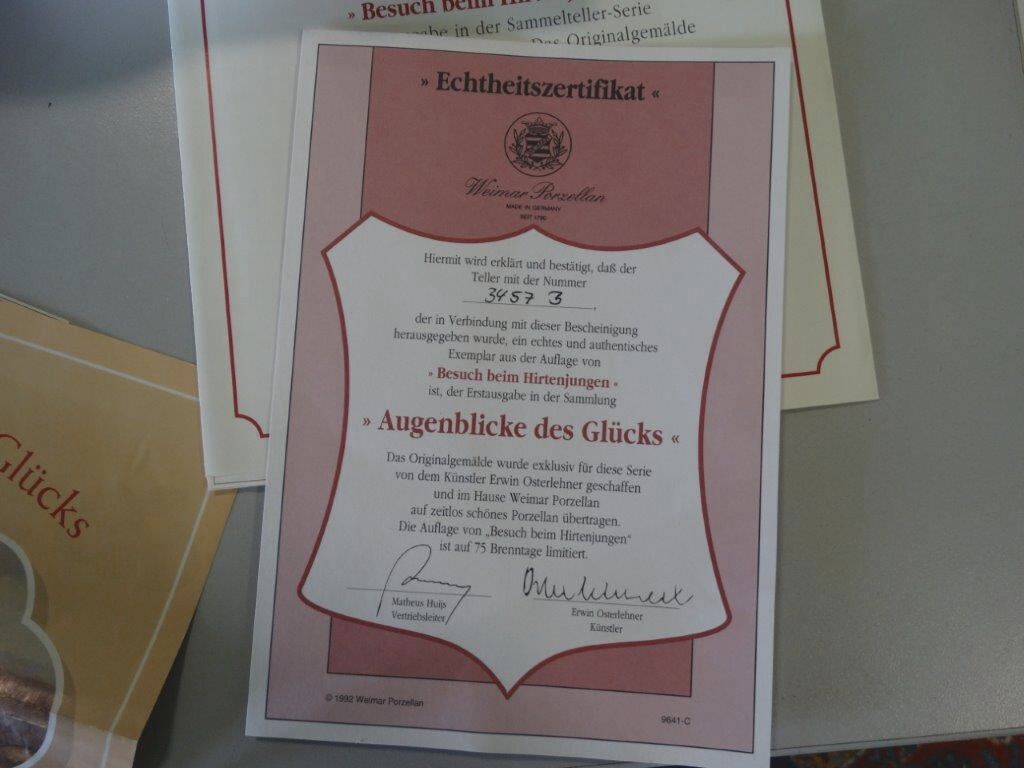 » Besuch beim Hirten
in der Sammelteller-Serie
Das Originalgemälde
» Echtheitszertifikat «
Weimar Porzellan
MADE IN GERMANY
SEIT 1790
Hiermit wird erklärt und bestätigt, daß der
Teller mit der Nummer
3457 B
der in Verbindung mit dieser Bescheinigung
herausgegeben wurde, ein echtes und authentisches
Exemplar aus der Auflage von
» Besuch beim Hirtenjungen «
ist, der Erstausgabe in der Sammlung
» Augenblicke des Glücks «
Das Originalgemälde wurde exklusiv für diese Serie
von dem Künstler Erwin Osterlehner geschaffen
und im Hause Weimar Porzellan
auf zeitlos schönes Porzellan übertragen.
Die Auflage von „Besuch beim Hirtenjungen"
ist auf 75 Brenntage limitiert.
Matheus Huijs
Vertriebsleiter
Osterlehner
Erwin Osterlehner
Künstler
© 1992 Weimar Porzellan
9641-C
Glücks